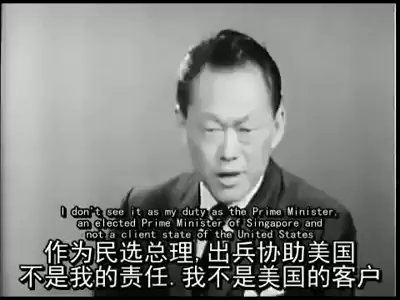 I don't see it as my duty as the Prime Minister,
an elected Prime Minister of Singapore and
not a client state of the United States
作为民选总理, 出兵协助美国
不是我的责任. 我不是美国的客户